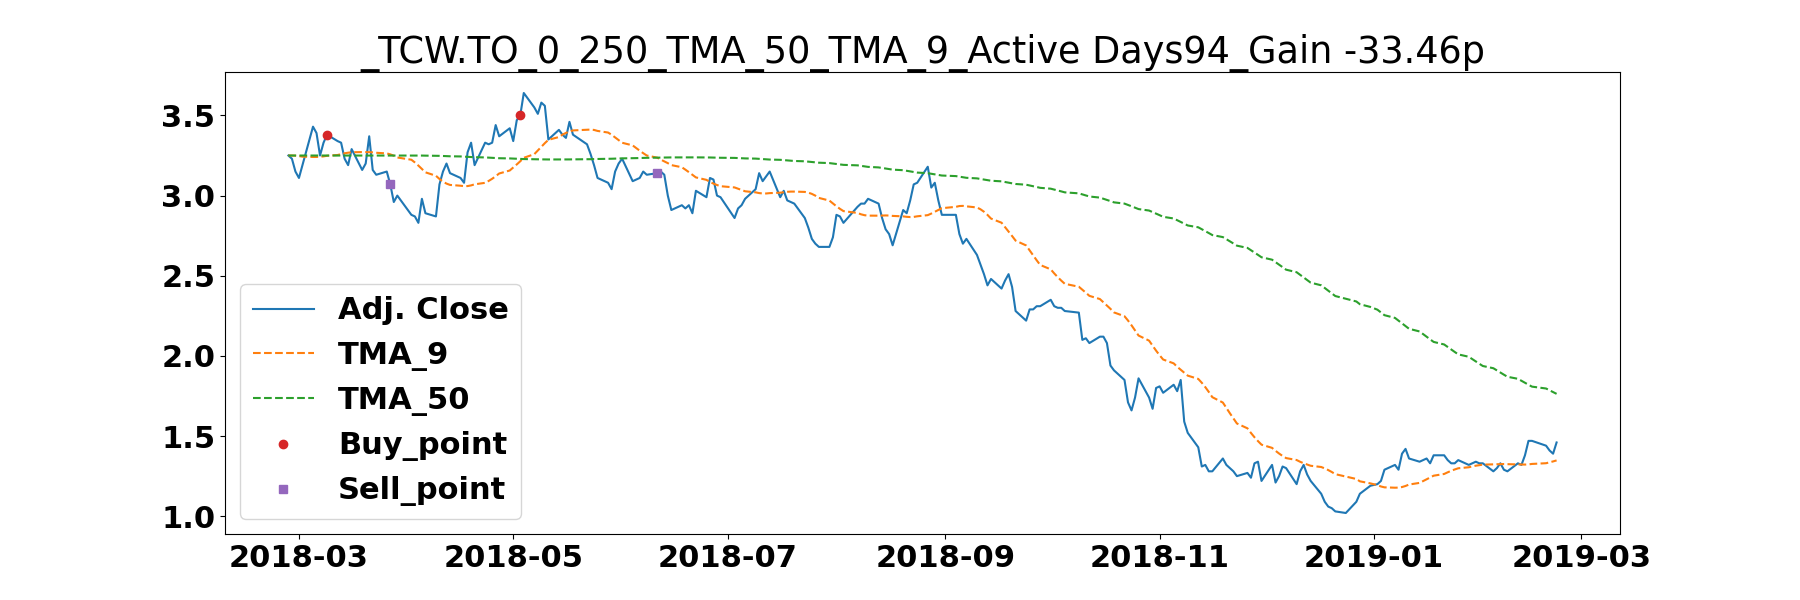 _TCW.TO_0_250_TMA_50_TMA_9_Active Days94_Gain -33.46p
3.5
3.0
2.5
2.0
1.5
1.0
Adj. Close
TMA_9
TMA_50
Buy_point
Sell_point
2018-03 2018-05 2018-07 2018-09 2018-11 2019-01 2019-03